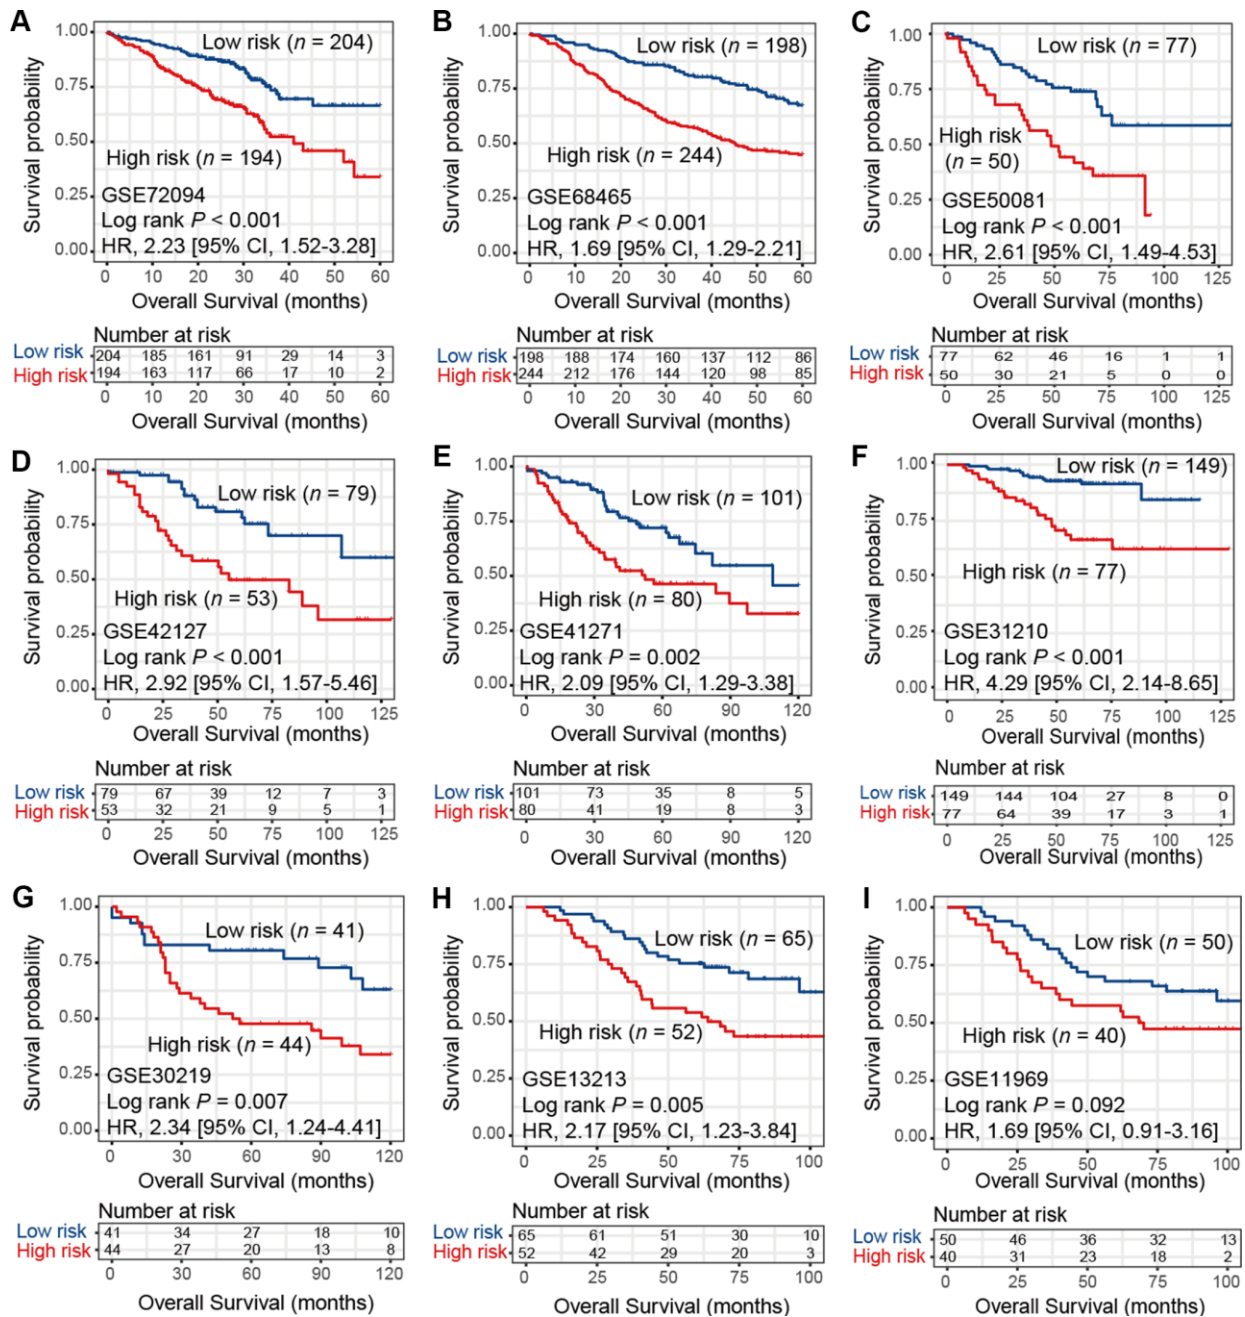 A
Survival probability
1.00
0.75
0.50
0.25
0.00
Low risk (n = 204)
High risk (n = 194)
GSE72094
Log rank P < 0.001
HR, 2.23 [95% CI, 1.52-3.28]
0 10 20 30 40 50 60
Overall Survival (months)
Number at risk
Low risk 204 185 161 91 29 14 3
High risk 194 163 117 66 17 10 2
0 10 20 30 40 50 60
Overall Survival (months)
B
Survival probability
1.00
0.75
0.50
0.25
0.00
Low risk (n = 198)
High risk (n = 244)
GSE68465
Log rank P < 0.001
HR, 1.69 [95% CI, 1.29-2.21]
0 10 20 30 40 50 60
Overall Survival (months)
Number at risk
Low risk 198 188 174 160 137 112 86
High risk 244 212 176 144 120 98 85
0 10 20 30 40 50 60
Overall Survival (months)
C
Survival probability
1.00
0.75
0.50
0.25
0.00
Low risk (n = 77)
High risk
(n = 50)
GSE50081
Log rank P < 0.001
HR, 2.61 [95% CI, 1.49-4.53]
0 25 50 75 100 125
Overall Survival (months)
Number at risk
Low risk 77 62 46 16 1 1
High risk 50 30 21 5 0 0
0 25 50 75 100 125
Overall Survival (months)
D
Survival probability
1.00
0.75
0.50
0.25
0.00
Low risk (n = 79)
High risk (n = 53)
GSE42127
Log rank P < 0.001
HR, 2.92 [95% CI, 1.57-5.46]
0 25 50 75 100 125
Overall Survival (months)
Number at risk
Low risk 79 67 39 12 7 3
High risk 53 32 21 9 5 1
0 25 50 75 100 125
Overall Survival (months)
E
Survival probability
1.00
0.75
0.50
0.25
0.00
Low risk (n = 101)
High risk (n = 80)
GSE41271
Log rank P = 0.002
HR, 2.09 [95% CI, 1.29-3.38]
0 30 60 90 120
Overall Survival (months)
Number at risk
Low risk 101 73 35 8 5
High risk 80 41 19 8 3
0 30 60 90 120
Overall Survival (months)
F
Survival probability
1.00
0.75
0.50
0.25
0.00
Low risk (n = 149)
High risk (n = 77)
GSE31210
Log rank P < 0.001
HR, 4.29 [95% CI, 2.14-8.65]
0 25 50 75 100 125
Overall Survival (months)
Number at risk
Low risk 149 144 104 27 8 0
High risk 77 64 39 17 3 1
0 25 50 75 100 125
Overall Survival (months)
G
Survival probability
1.00
0.75
0.50
0.25
0.00
Low risk (n = 41)
High risk (n = 44)
GSE30219
Log rank P = 0.007
HR, 2.34 [95% CI, 1.24-4.41]
0 30 60 90 120
Overall Survival (months)
Number at risk
Low risk 41 34 27 18 10
High risk 44 27 20 13 8
0 30 60 90 120
Overall Survival (months)
H
Survival probability
1.00
0.75
0.50
0.25
0.00
Low risk (n = 65)
High risk (n = 52)
GSE13213
Log rank P = 0.005
HR, 2.17 [95% CI, 1.23-3.84]
0 25 50 75 100
Overall Survival (months)
Number at risk
Low risk 65 61 51 30 10
High risk 52 42 29 20 3
0 25 50 75 100
Overall Survival (months)
I
Survival probability
1.00
0.75
0.50
0.25
0.00
Low risk (n = 50)
High risk (n = 40)
GSE11969
Log rank P = 0.092
HR, 1.69 [95% CI, 0.91-3.16]
0 25 50 75 100
Overall Survival (months)
Number at risk
Low risk 50 46 36 32 13
High risk 40 31 23 18 2
0 25 50 75 100
Overall Survival (months)